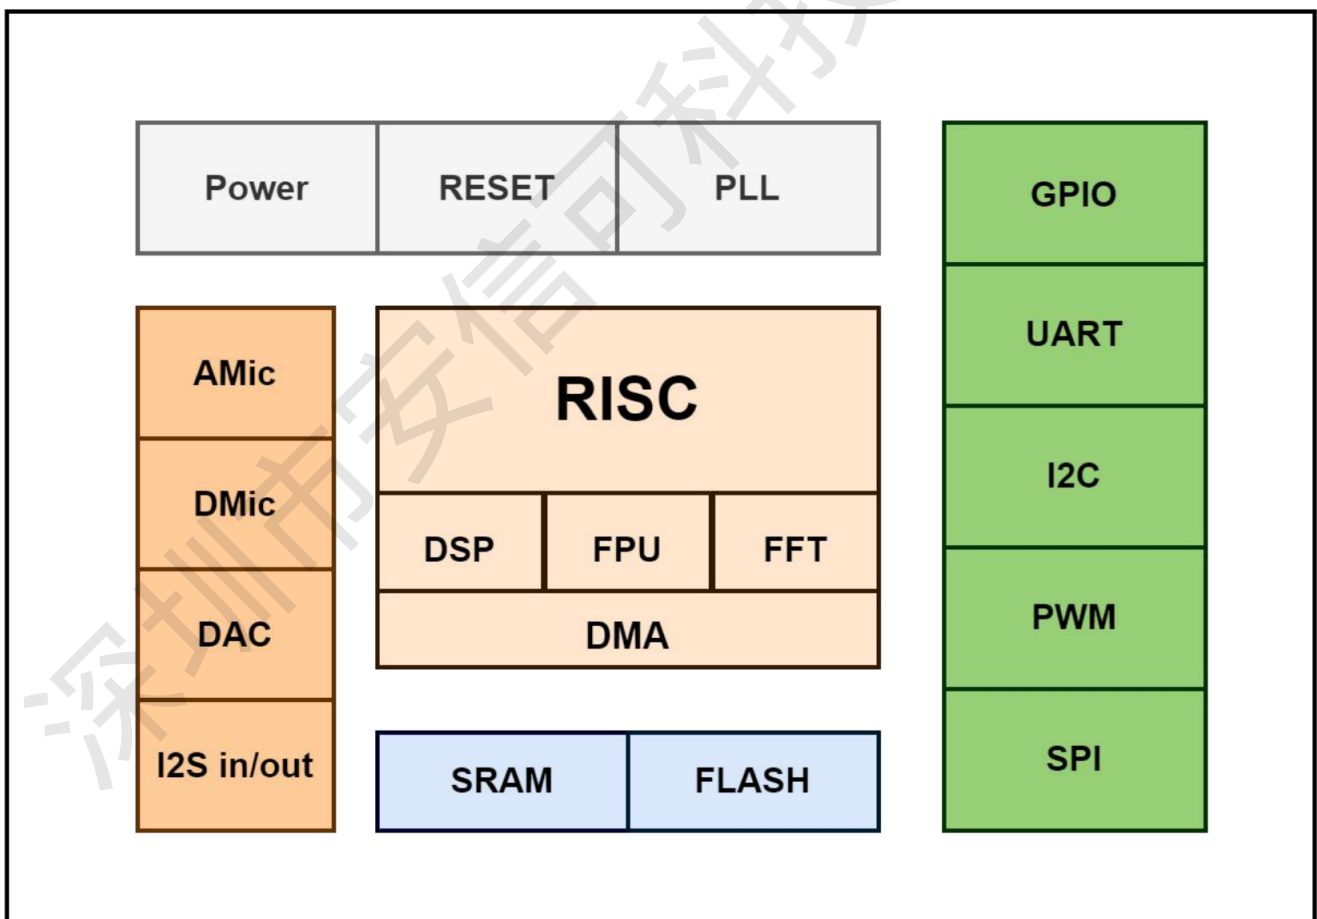 Power
RESET
PLL
AMic
DMic
DAC
I2S in/out
RISC
DSP
FPU
FFT
DMA
SRAM
FLASH
GPIO
UART
I2C
PWM
SPI
深圳市安信可科技